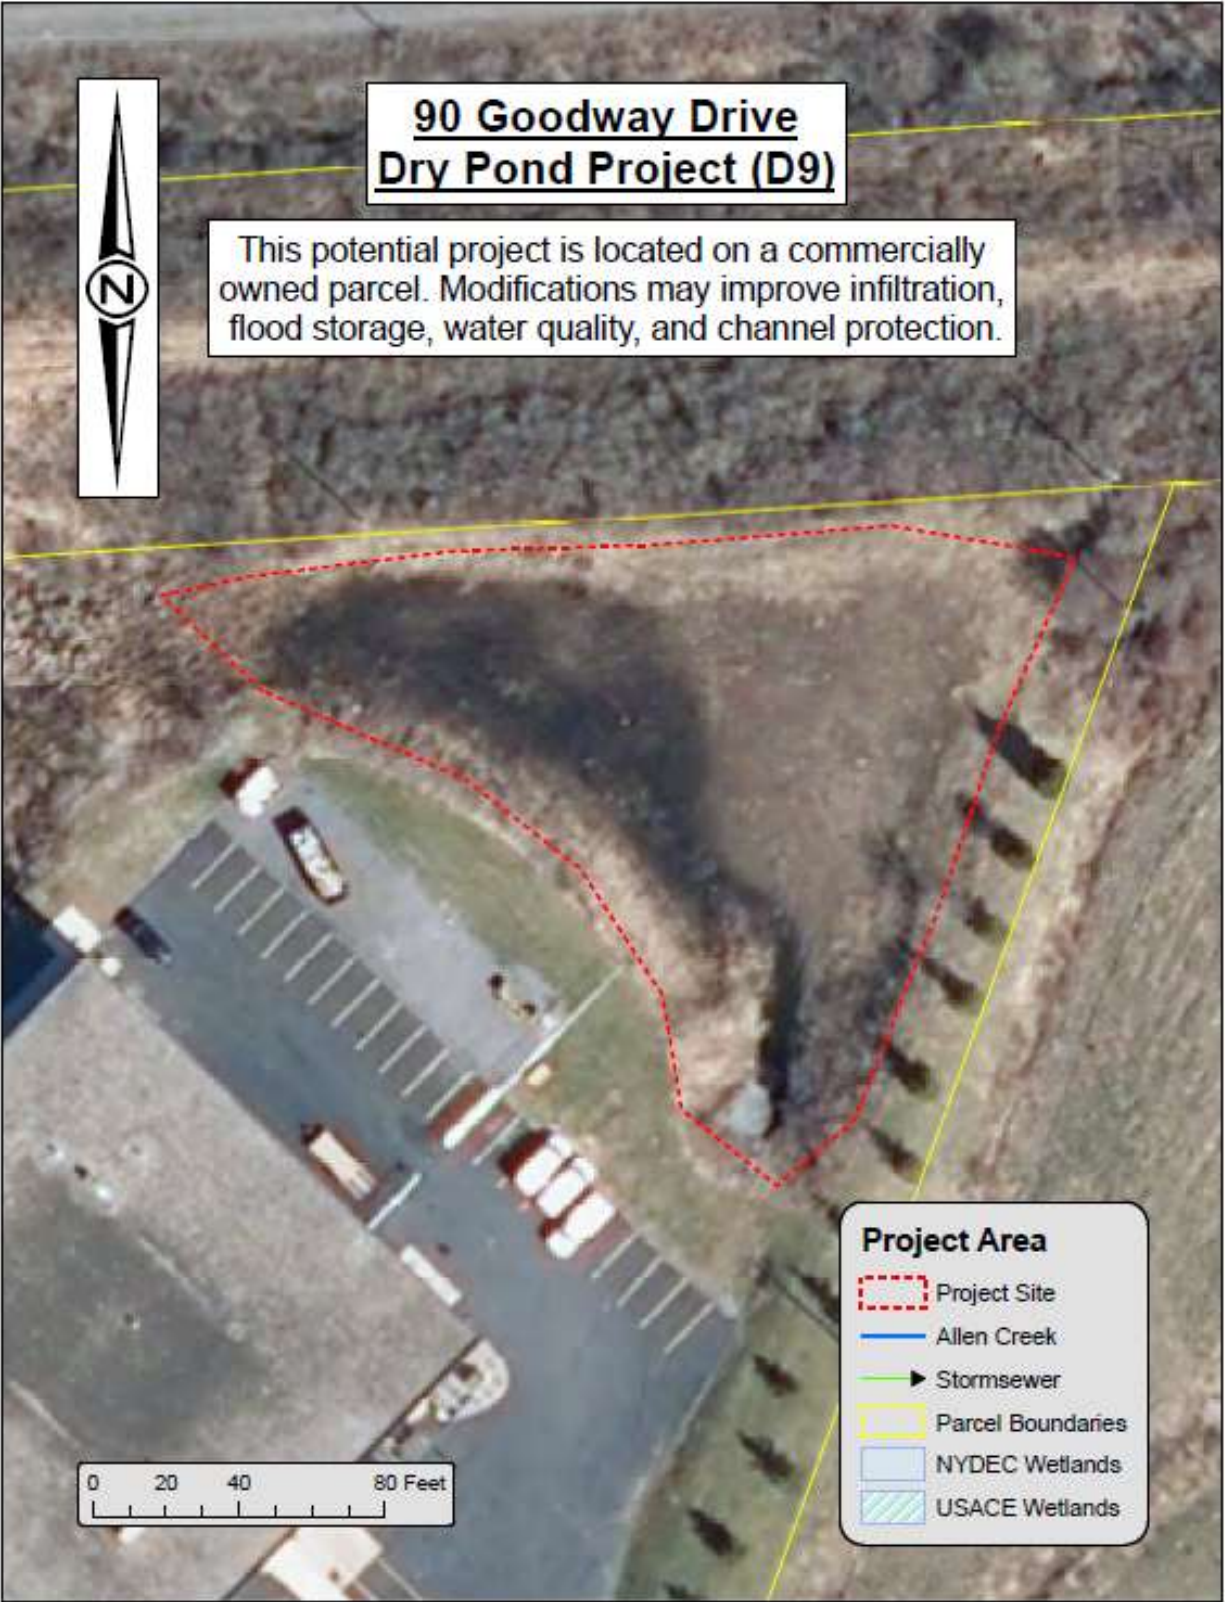 90 Goodway Drive
Dry Pond Project (D9)
This potential project is located on a commercially
owned parcel. Modifications may improve infiltration,
flood storage, water quality, and channel protection.
N
Project Area
Project Site
Allen Creek
Stormsewer
Parcel Boundaries
NYDEC Wetlands
USACE Wetlands
0 20 40 80 Feet